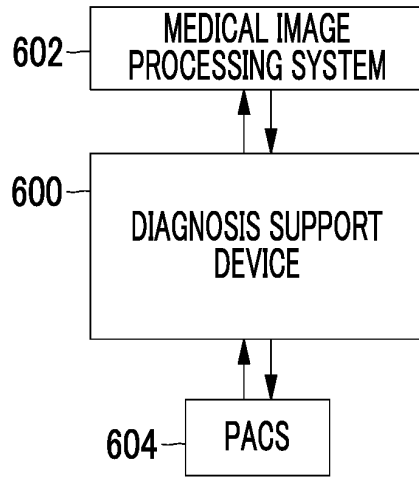 602
MEDICAL IMAGE
PROCESSING SYSTEM
600
DIAGNOSIS SUPPORT
DEVICE
604
PACS